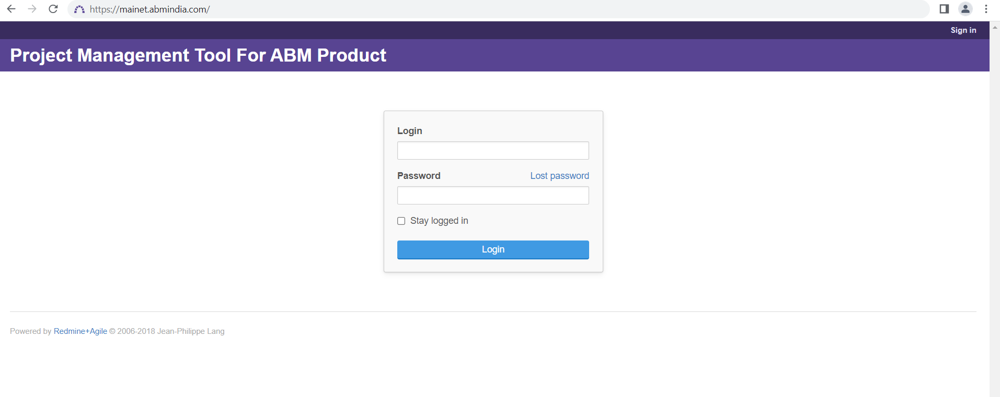 https://mainet.abmindia.com/
Sign in
Project Management Tool For ABM Product
Login
Password Lost password
Stay logged in
Login
Powered by Redmine+Agile © 2006-2018 Jean-Philippe Lang